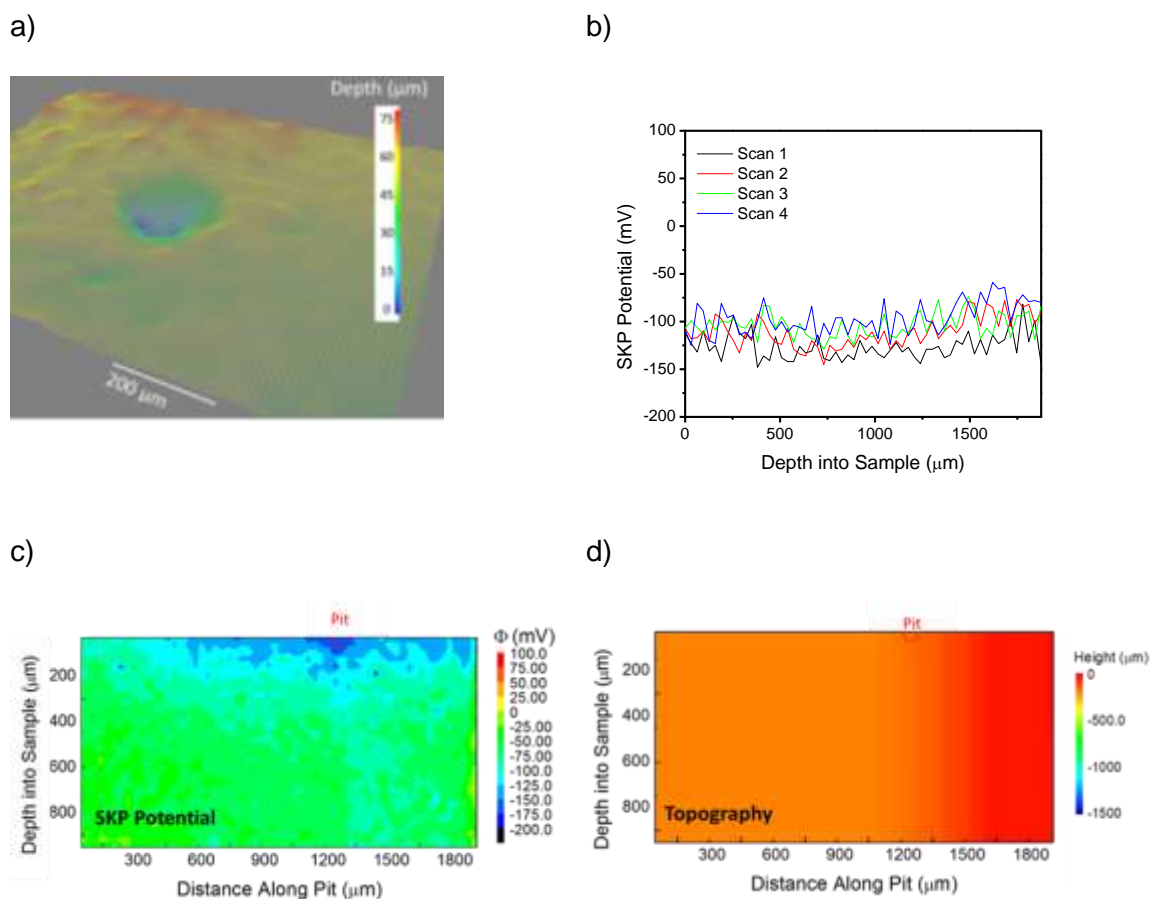 a)
b)
Depth (µm)
75
60
45
30
15
0
200 µm
100
50
0
-50
-100
-150
-200
SKP Potential (mV)
Scan 1
Scan 2
Scan 3
Scan 4
0
500
1000
1500
Depth into Sample (µm)
c)
d)
Pit
Depth into Sample (µm)
200
400
600
800
SKP Potential
Φ (mV)
100.0
75.00
50.00
25.00
0
-25.00
-50.00
-75.00
-100.0
-125.0
-150.0
-175.0
-200.0
300
600
900
1200
1500
1800
Distance Along Pit (µm)
Pit
Depth into Sample (µm)
200
400
600
800
Topography
Height (µm)
0
-500.0
-1000
-1500
300
600
900
1200
1500
1800
Distance Along Pit (µm)